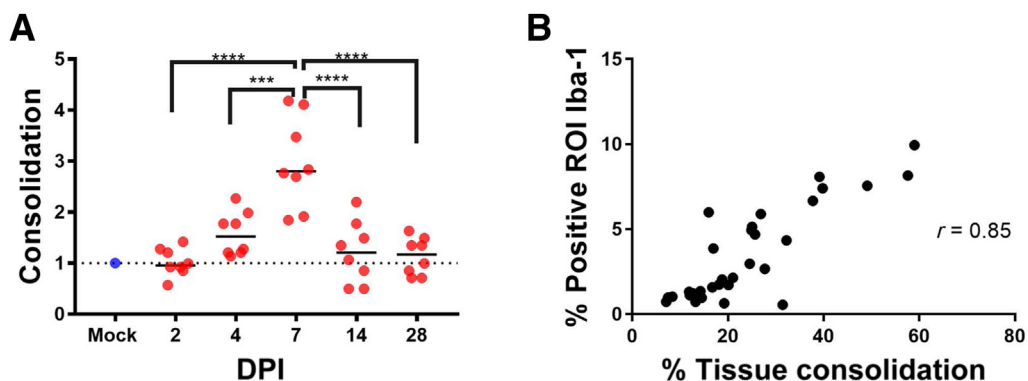 A
Consolidation
5
4
3
2
1
0
**** ****
*** ****
Mock 2 4 7 14 28
DPI
B
% Positive ROI Iba-1
15
10
5
0
r = 0.85
0 20 40 60 80
% Tissue consolidation